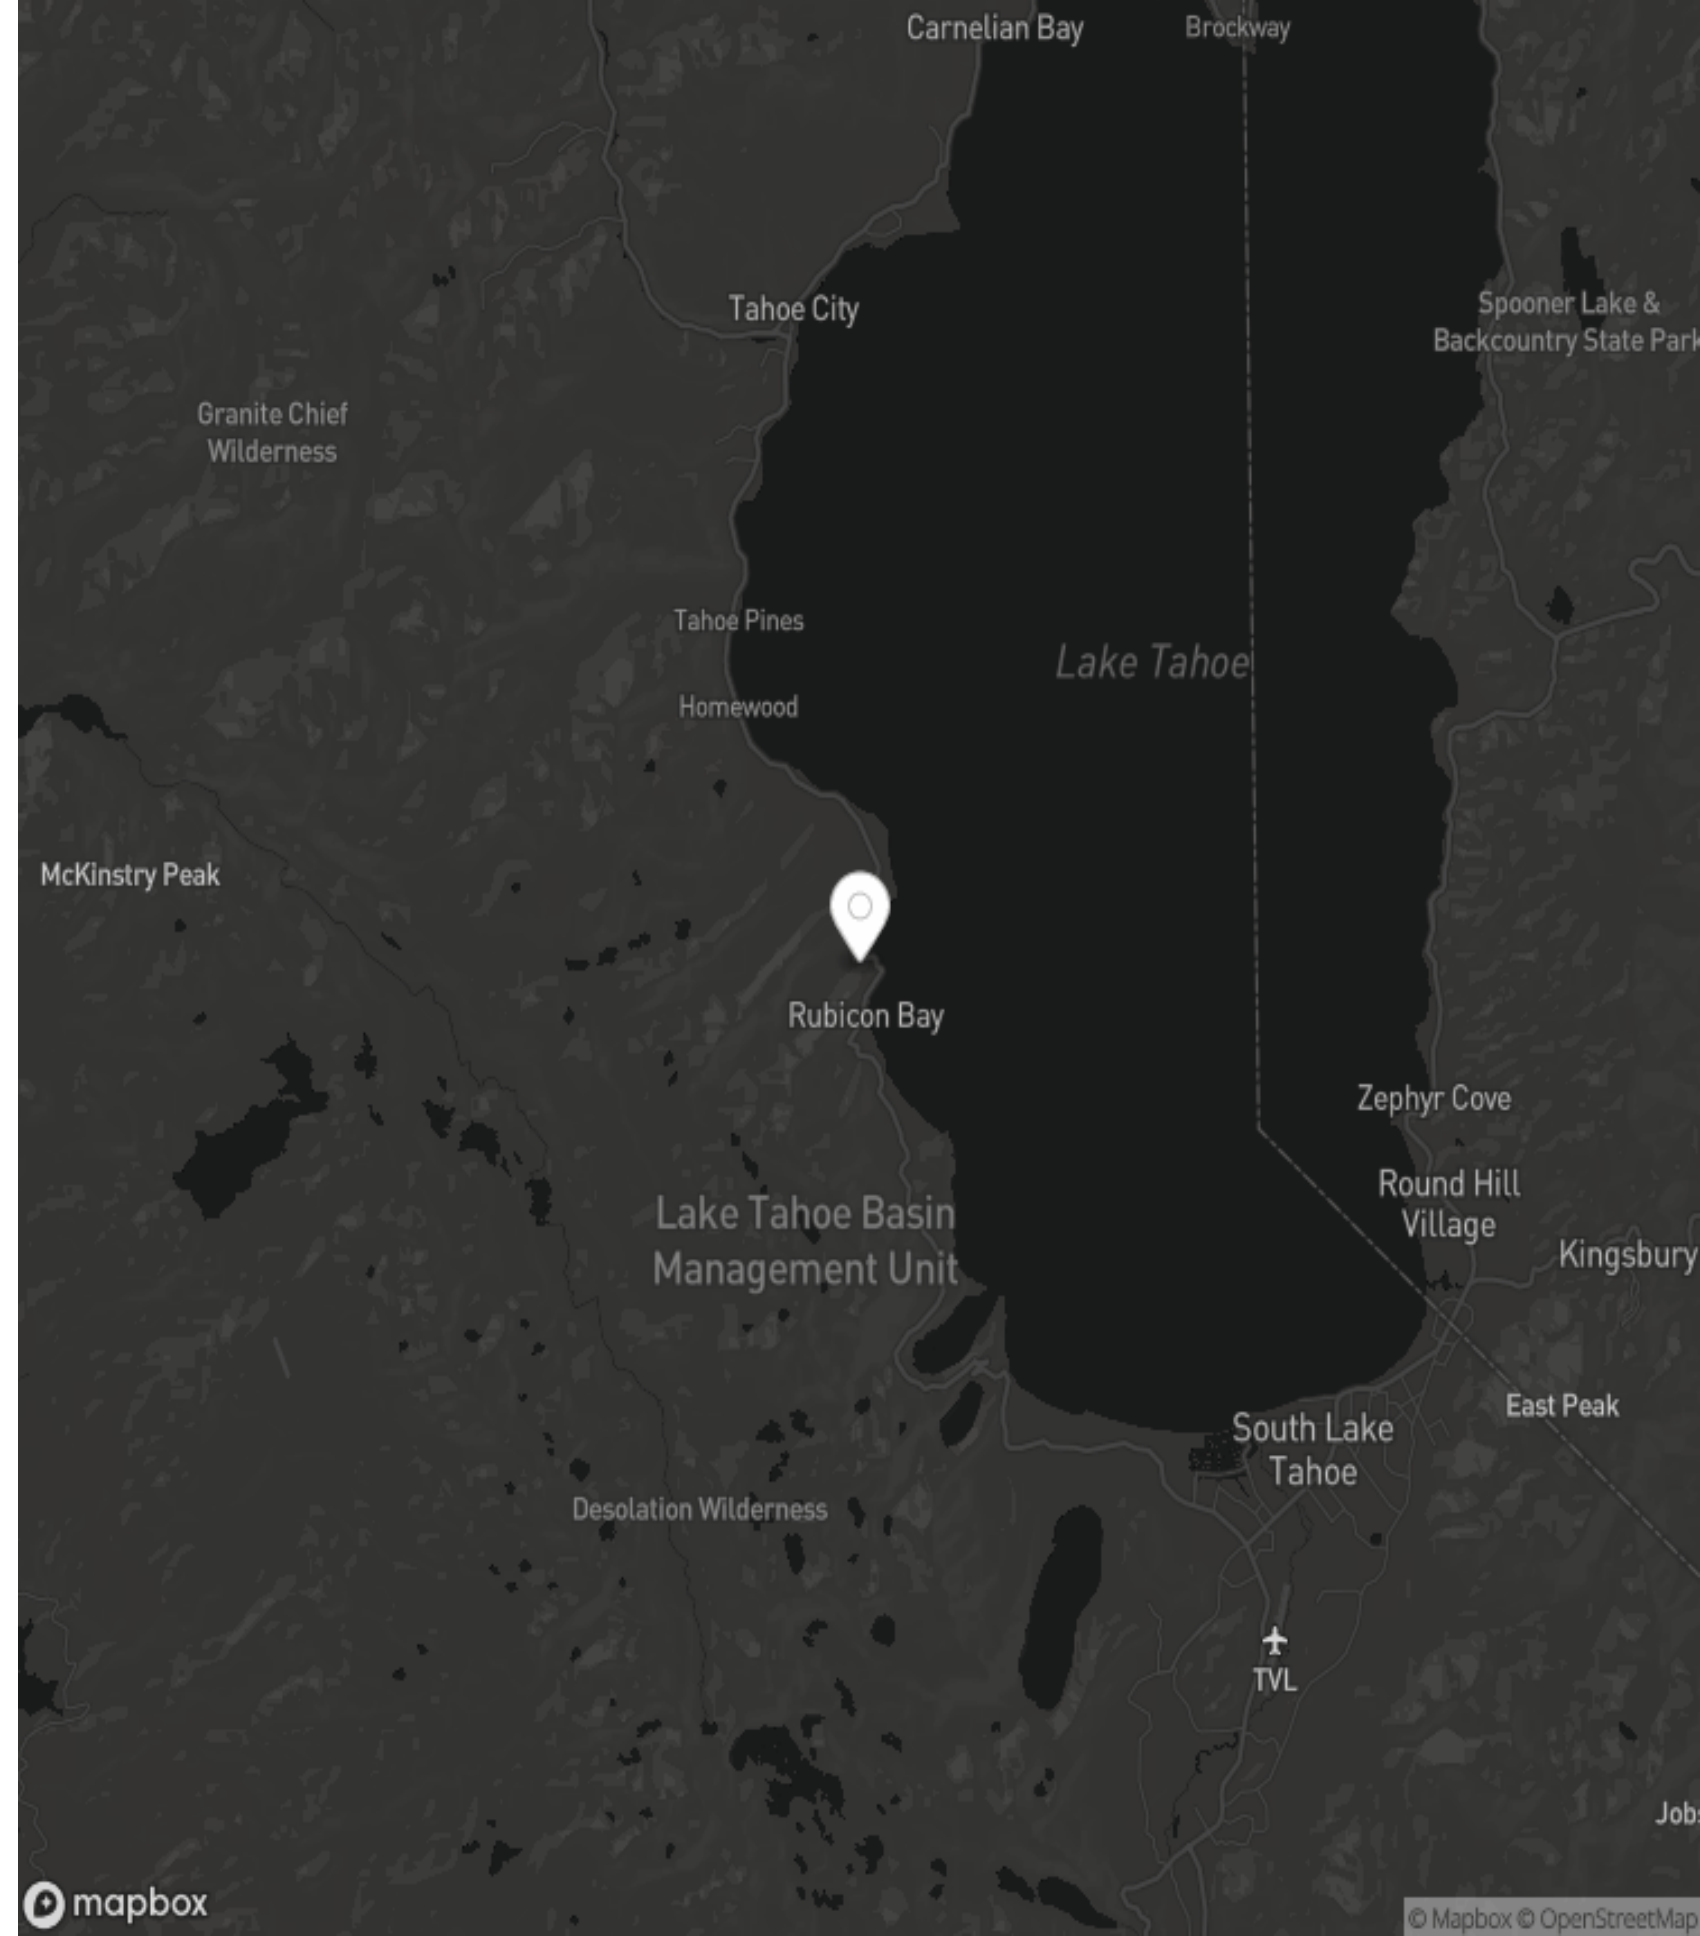 Carnelian Bay
Brockway
Tahoe City
Spooner Lake &
Backcountry State Park
Granite Chief
Wilderness
Tahoe Pines
Lake Tahoe
Homewood
McKinstry Peak
Rubicon Bay
Zephyr Cove
Round Hill
Village
Lake Tahoe Basin
Management Unit
Kingsbury
East Peak
South Lake
Tahoe
Desolation Wilderness
TVL
Jobs
mapbox
© Mapbox © OpenStreetMap